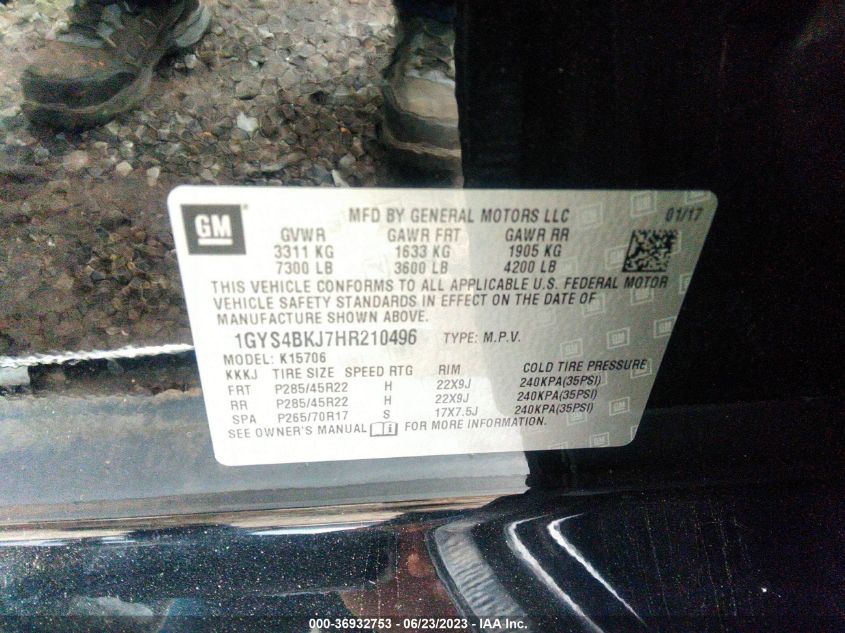 GM
MFD BY GENERAL MOTORS LLC 01/17
GVWR GAWR FRT GAWR RR
3311 KG 1633 KG 1905 KG
7300 LB 3600 LB 4200 LB
THIS VEHICLE CONFORMS TO ALL APPLICABLE U.S. FEDERAL MOTOR
VEHICLE SAFETY STANDARDS IN EFFECT ON THE DATE OF
MANUFACTURE SHOWN ABOVE.
1GYS4BKJ7HR210496 TYPE: M.P.V.
MODEL: K15706
KKKJ TIRE SIZE SPEED RTG RIM COLD TIRE PRESSURE
FRT P285/45R22 H 22X9J 240KPA(35PSI)
RR P285/45R22 H 22X9J 240KPA(35PSI)
SPA P265/70R17 S 17X7.5J 240KPA(35PSI)
SEE OWNER'S MANUAL i FOR MORE INFORMATION.
000-36932753 - 06/23/2023 - IAA Inc.